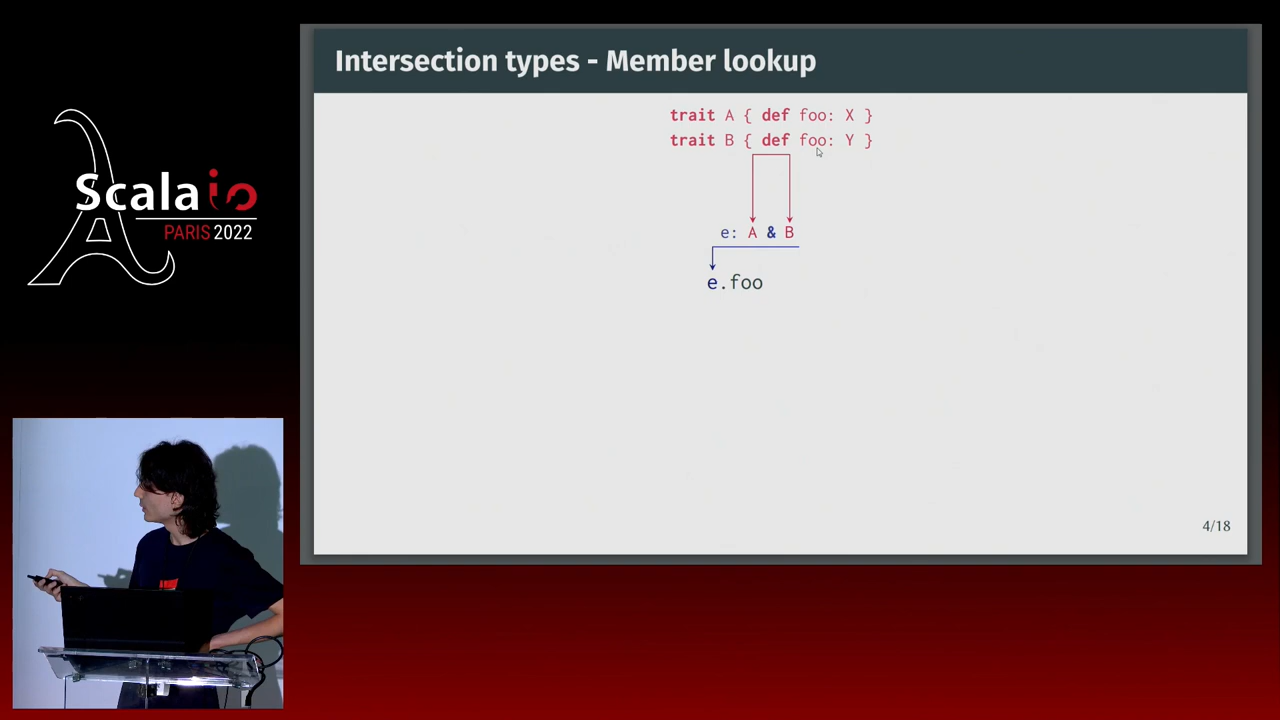 Scala io
PARIS 2022
Intersection types - Member lookup
trait A { def foo: X }
trait B { def foo: Y }
e: A & B
e.foo
4/18